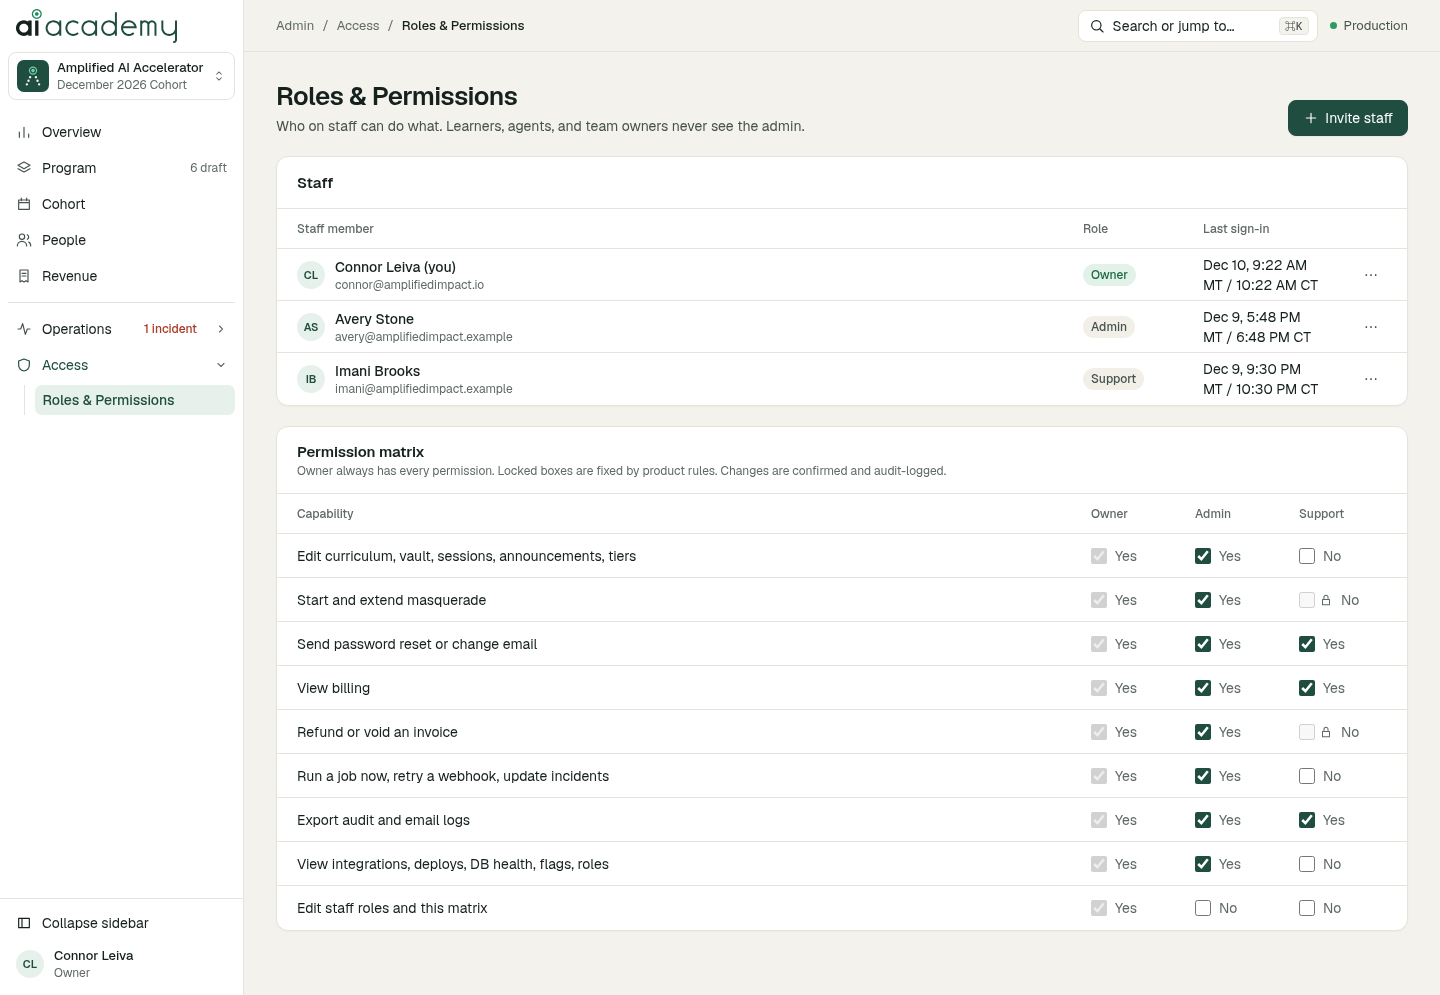 ai academy
Amplified AI Accelerator
December 2026 Cohort
Overview
Program 6 draft
Cohort
People
Revenue
Operations 1 incident
Access
Roles & Permissions
Collapse sidebar
CL Connor Leiva
Owner
Admin / Access / Roles & Permissions
Search or jump to... ⌘K
Production
Roles & Permissions
Who on staff can do what. Learners, agents, and team owners never see the admin.
+ Invite staff
Staff
Staff member Role Last sign-in
CL Connor Leiva (you) Owner Dec 10, 9:22 AM
connor@amplifiedimpact.io MT / 10:22 AM CT ...
AS Avery Stone Admin Dec 9, 5:48 PM
avery@amplifiedimpact.example MT / 6:48 PM CT ...
IB Imani Brooks Support Dec 9, 9:30 PM
imani@amplifiedimpact.example MT / 10:30 PM CT ...
Permission matrix
Owner always has every permission. Locked boxes are fixed by product rules. Changes are confirmed and audit-logged.
Capability Owner Admin Support
Edit curriculum, vault, sessions, announcements, tiers Yes Yes No
Start and extend masquerade Yes Yes No
Send password reset or change email Yes Yes Yes
View billing Yes Yes Yes
Refund or void an invoice Yes Yes No
Run a job now, retry a webhook, update incidents Yes Yes No
Export audit and email logs Yes Yes Yes
View integrations, deploys, DB health, flags, roles Yes Yes No
Edit staff roles and this matrix Yes No No